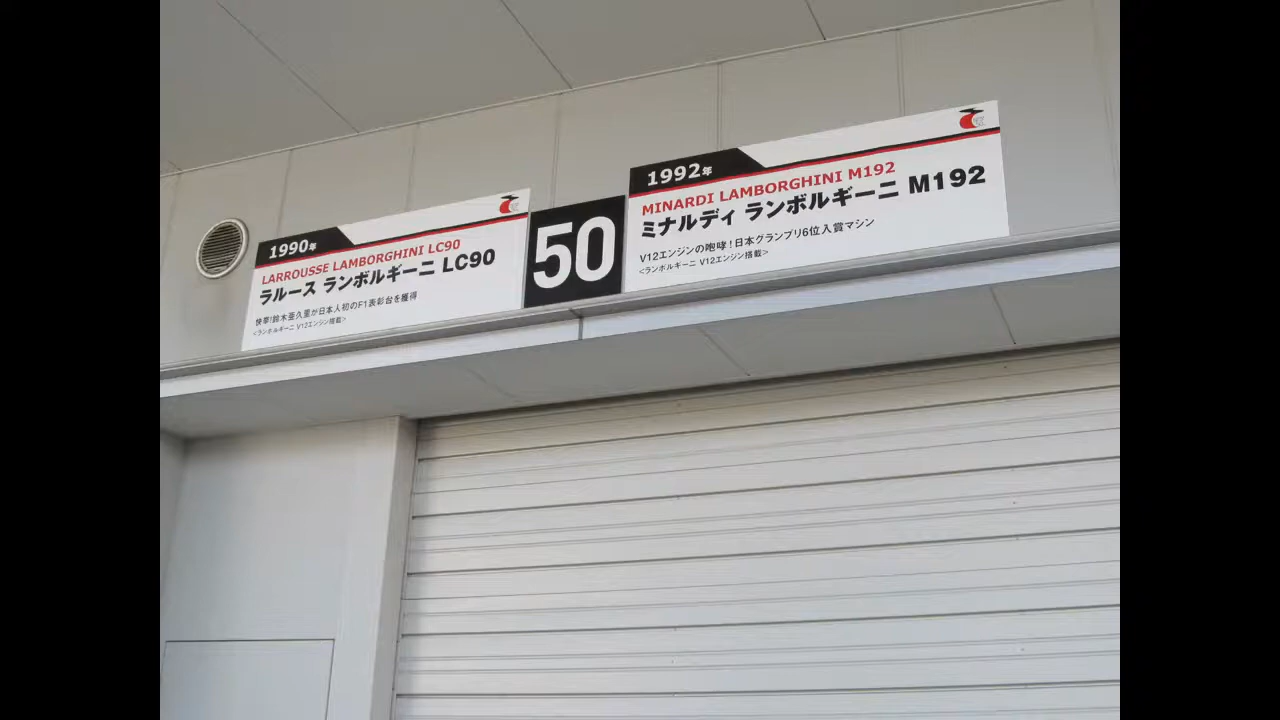 1990年
LARROUSSE LAMBORGHINI LC90
ラルース ランボルギーニ LC90
快挙!鈴木亜久里が日本人初のF1表彰台を獲得
<ランボルギーニ V12エンジン搭載>
50
1992年
MINARDI LAMBORGHINI M192
ミナルディ ランボルギーニ M192
V12エンジンの咆哮!日本グランプリ6位入賞マシン
<ランボルギーニ V12エンジン搭載>